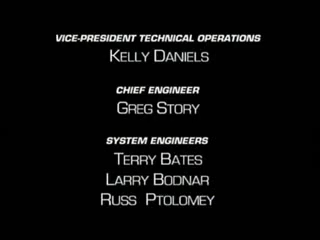 VICE-PRESIDENT TECHNICAL OPERATIONS
KELLY DANIELS
CHIEF ENGINEER
GREG STORY
SYSTEM ENGINEERS
TERRY BATES
LARRY BODNAR
RUSS PTOLOMEY